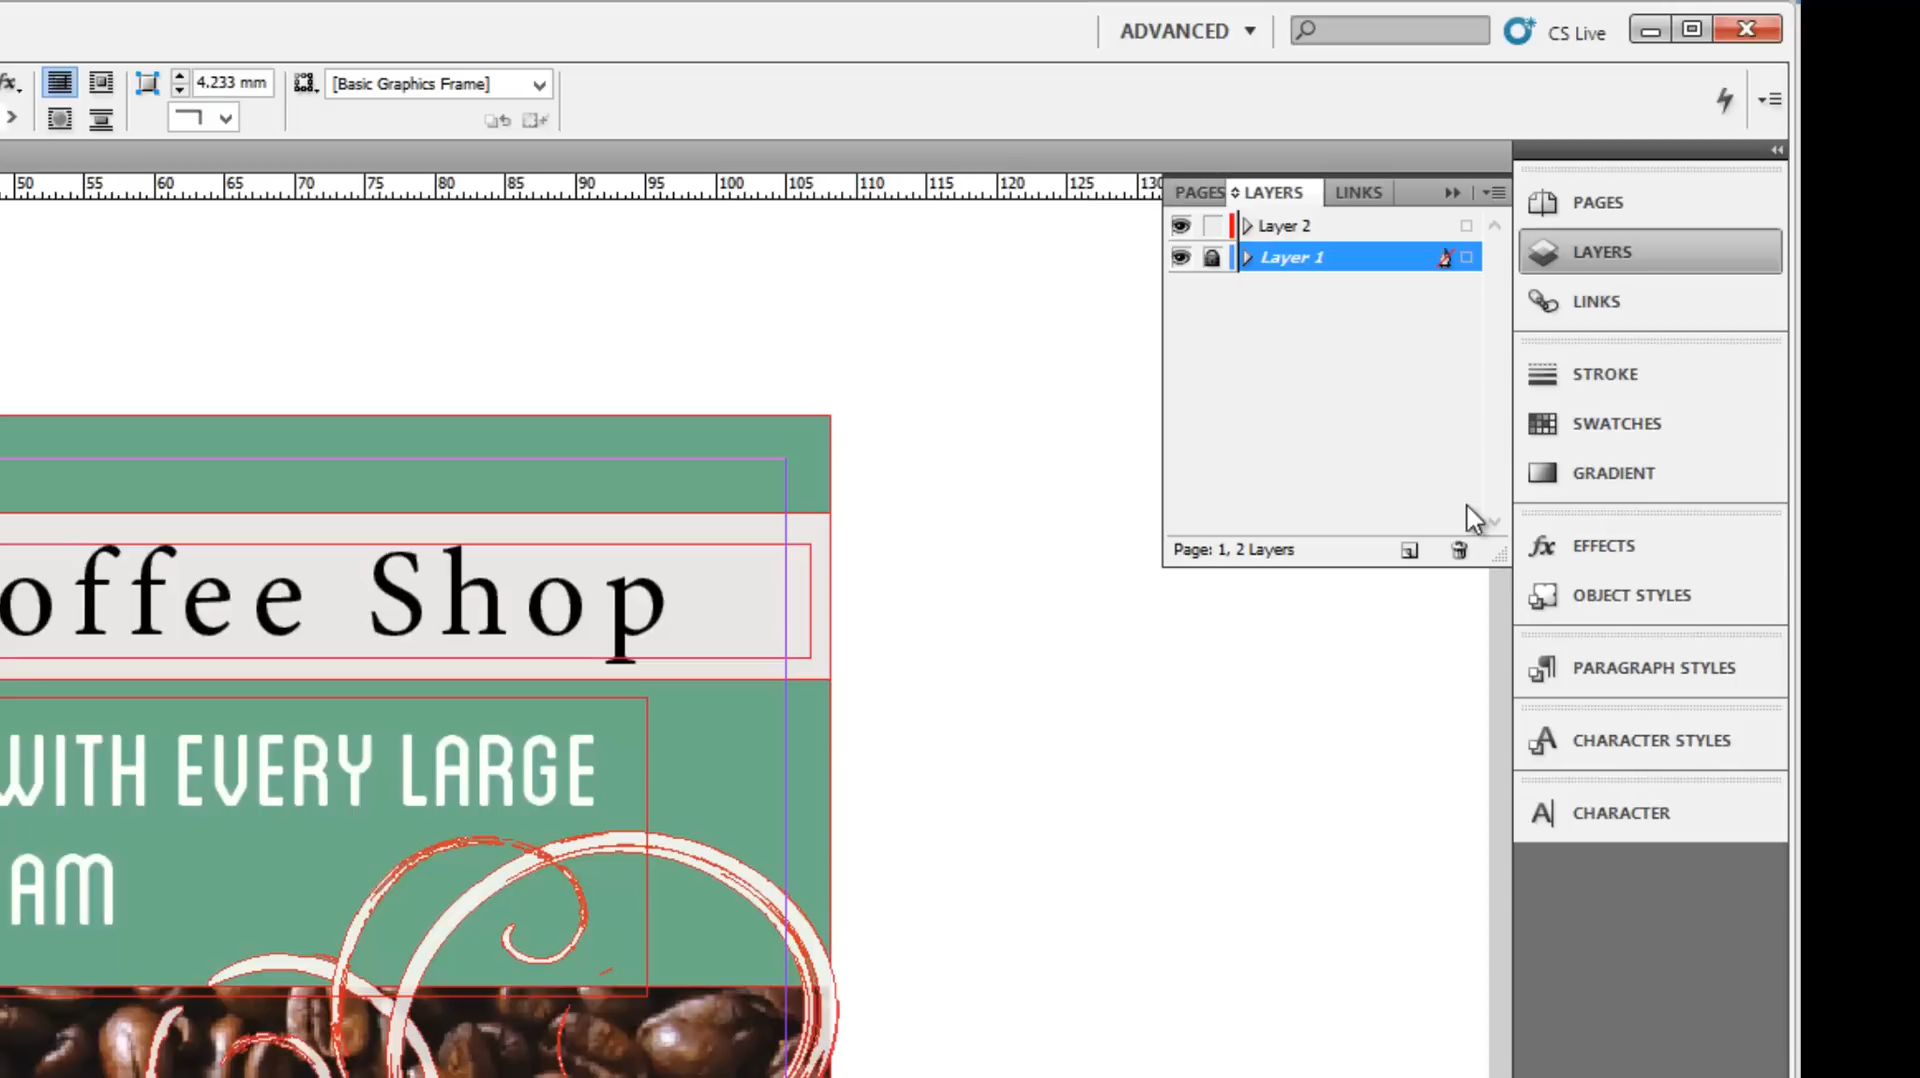 ADVANCED
CS Live
fx.
4.233 mm
[Basic Graphics Frame]
50 55 60 65 70 75 80 85 90 95 100 105 110 115 120 125 130
PAGES LAYERS LINKS
Layer 2
Layer 1
Page: 1, 2 Layers
PAGES
LAYERS
LINKS
STROKE
SWATCHES
GRADIENT
fx EFFECTS
OBJECT STYLES
PARAGRAPH STYLES
CHARACTER STYLES
CHARACTER
offee Shop
WITH EVERY LARGE
AM